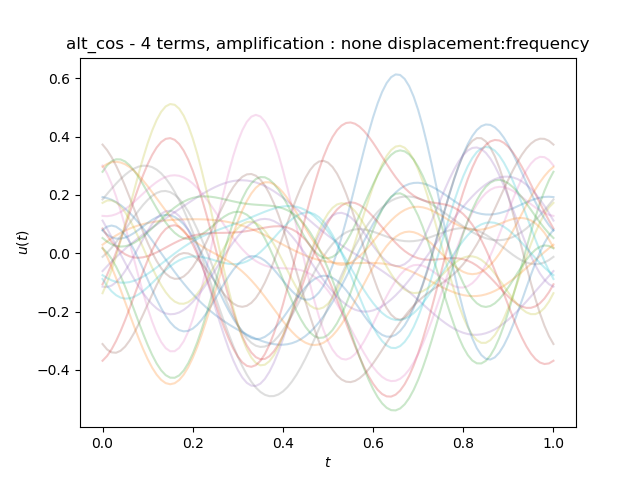 alt_cos - 4 terms, amplification : none displacement:frequency
0.6
0.4
0.2
0.0
−0.2
−0.4
u(t)
0.0 0.2 0.4 0.6 0.8 1.0
t